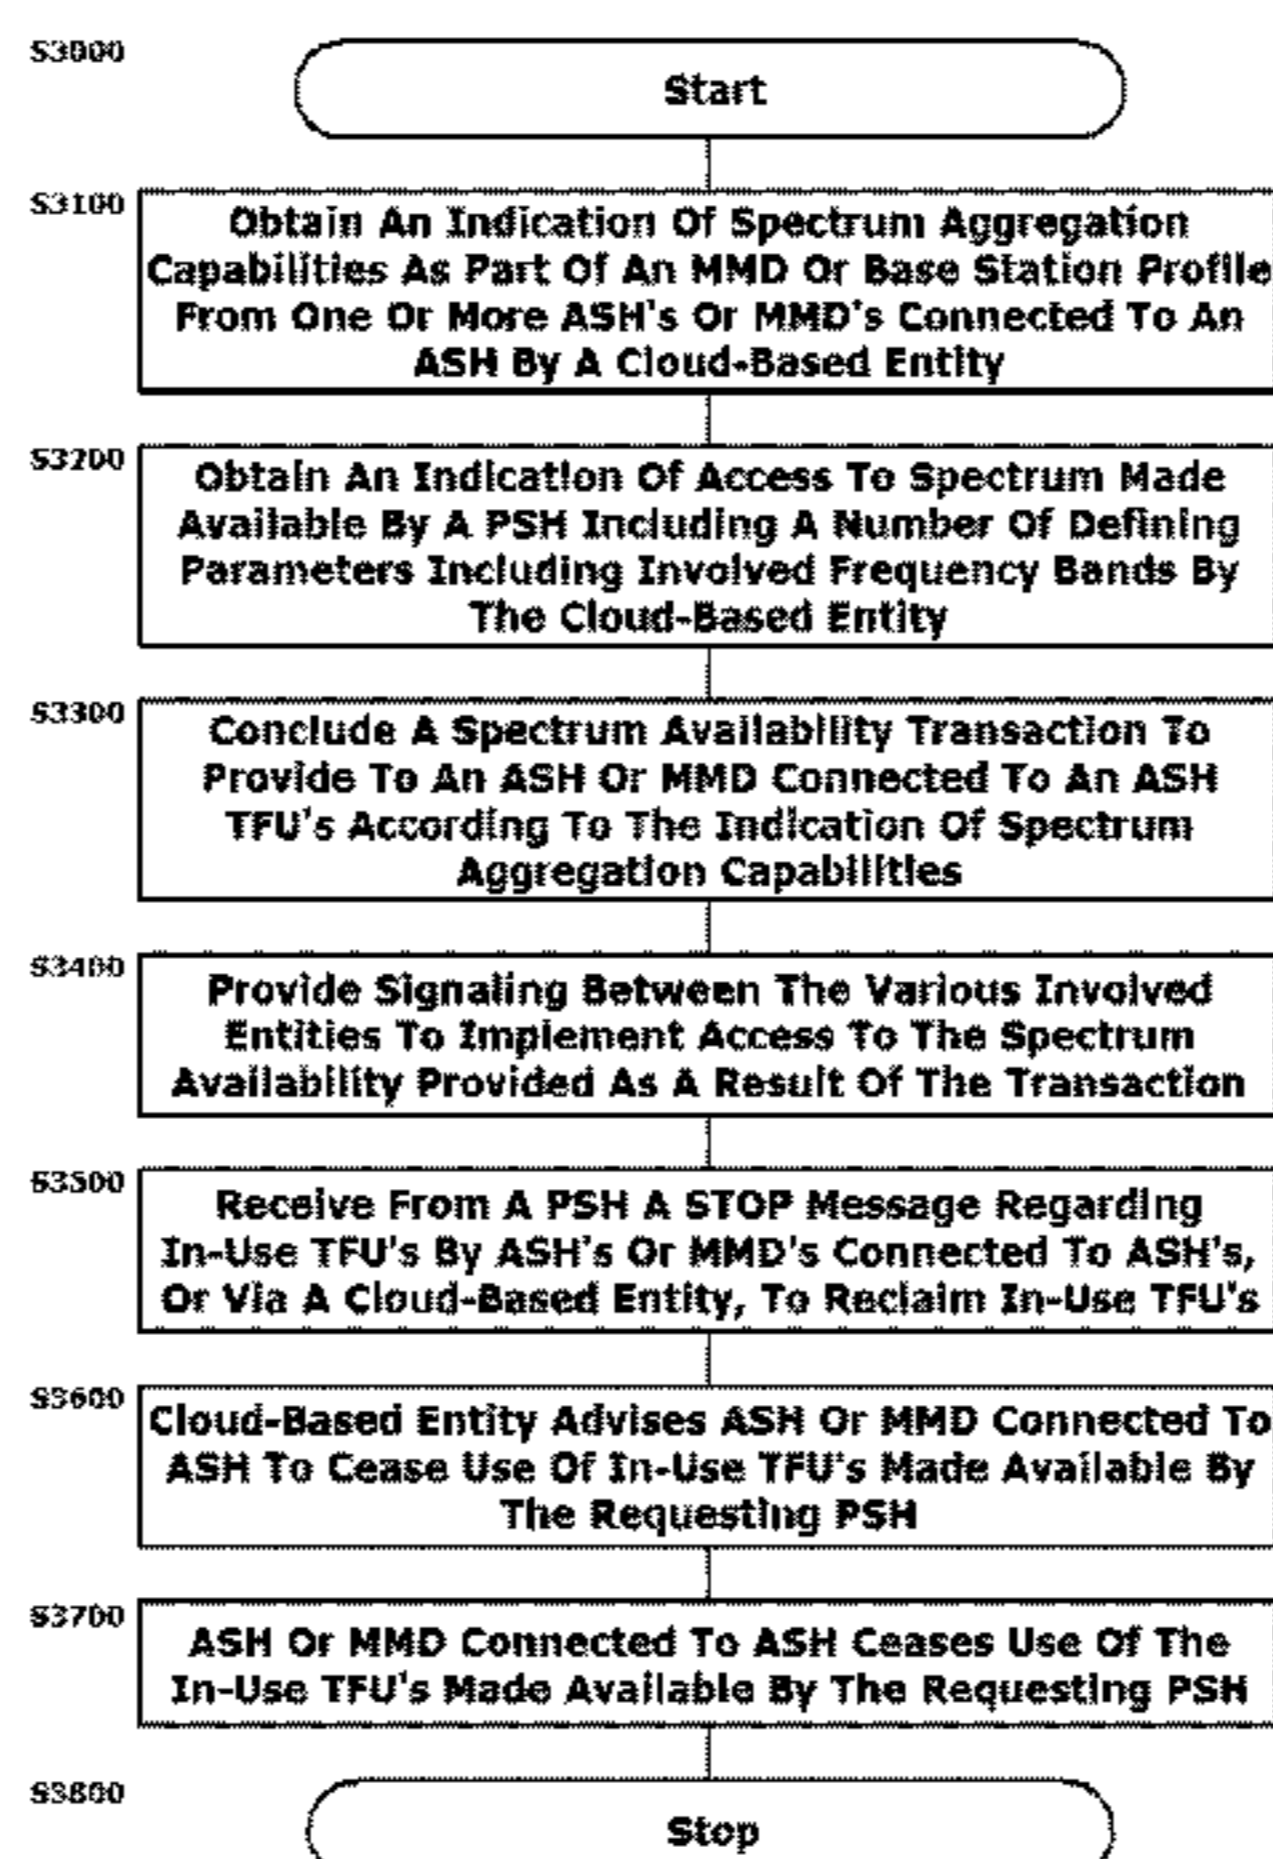 S3000
Start
S3100
Obtain An Indication Of Spectrum Aggregation
Capabilities As Part Of An MMD Or Base Station Profile
From One Or More ASH's Or MMD's Connected To An
ASH By A Cloud-Based Entity
S3200
Obtain An Indication Of Access To Spectrum Made
Available By A PSH Including A Number Of Defining
Parameters Including Involved Frequency Bands By
The Cloud-Based Entity
S3300
Conclude A Spectrum Availability Transaction To
Provide To An ASH Or MMD Connected To An ASH
TFU's According To The Indication Of Spectrum
Aggregation Capabilities
S3400
Provide Signaling Between The Various Involved
Entities To Implement Access To The Spectrum
Availability Provided As A Result Of The Transaction
S3500
Receive From A PSH A STOP Message Regarding
In-Use TFU's By ASH's Or MMD's Connected To ASH's,
Or Via A Cloud-Based Entity, To Reclaim In-Use TFU's
S3600
Cloud-Based Entity Advises ASH Or MMD Connected To
ASH To Cease Use Of In-Use TFU's Made Available By
The Requesting PSH
S3700
ASH Or MMD Connected To ASH Ceases Use Of The
In-Use TFU's Made Available By The Requesting PSH
S3800
Stop